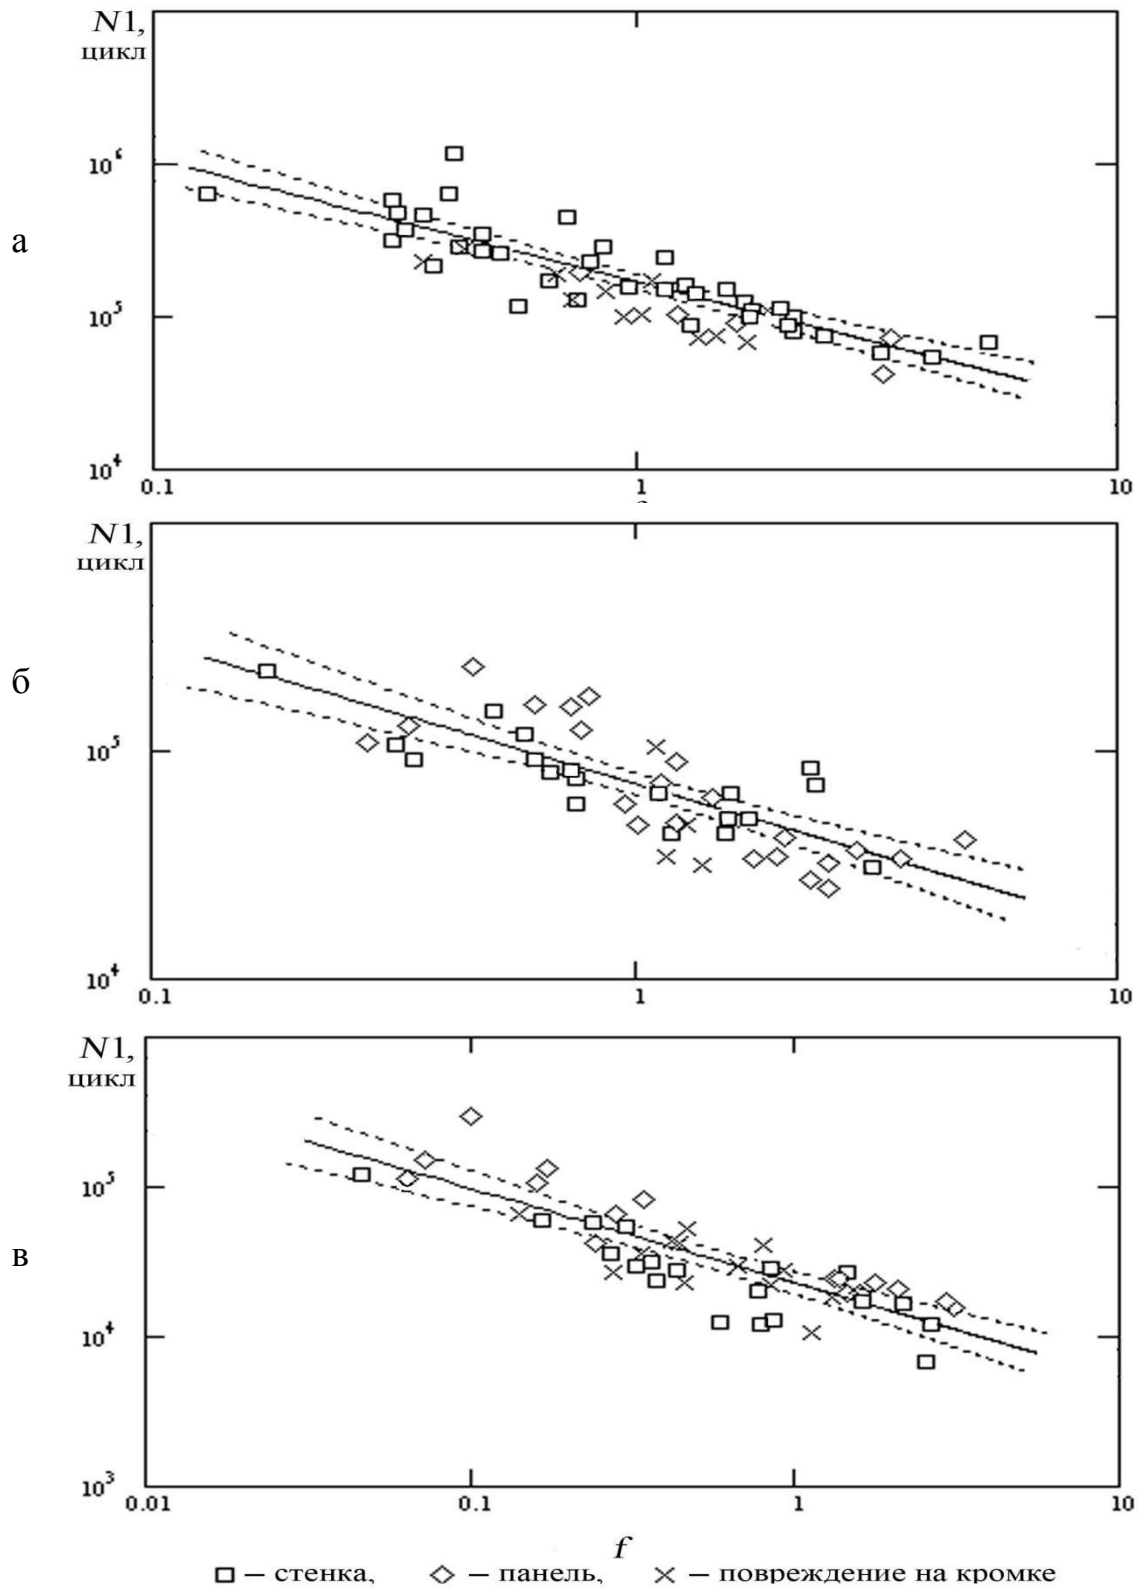 N1,
цикл
10⁶
а
10⁵
10⁴
0.1 1 10
N1,
цикл
б
10⁵
10⁴
0.1 1 10
N1,
цикл
10⁵
в
10⁴
10³
0.01 0.1 1 10
f
□ – стенка, ◇ – панель, × – повреждение на кромке